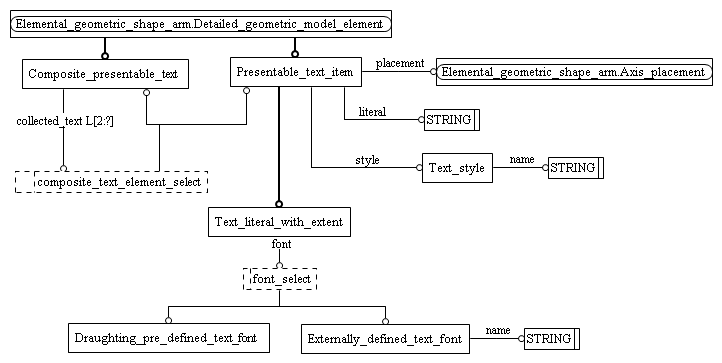 Elemental_geometric_shape_arm.Detailed_geometric_model_element
Composite_presentable_text
Presentable_text_item
placement
Elemental_geometric_shape_arm.Axis_placement
collected_text L[2:?]
literal
STRING
composite_text_element_select
style
Text_style
name
STRING
Text_literal_with_extent
font
font_select
Draughting_pre_defined_text_font
Externally_defined_text_font
name
STRING